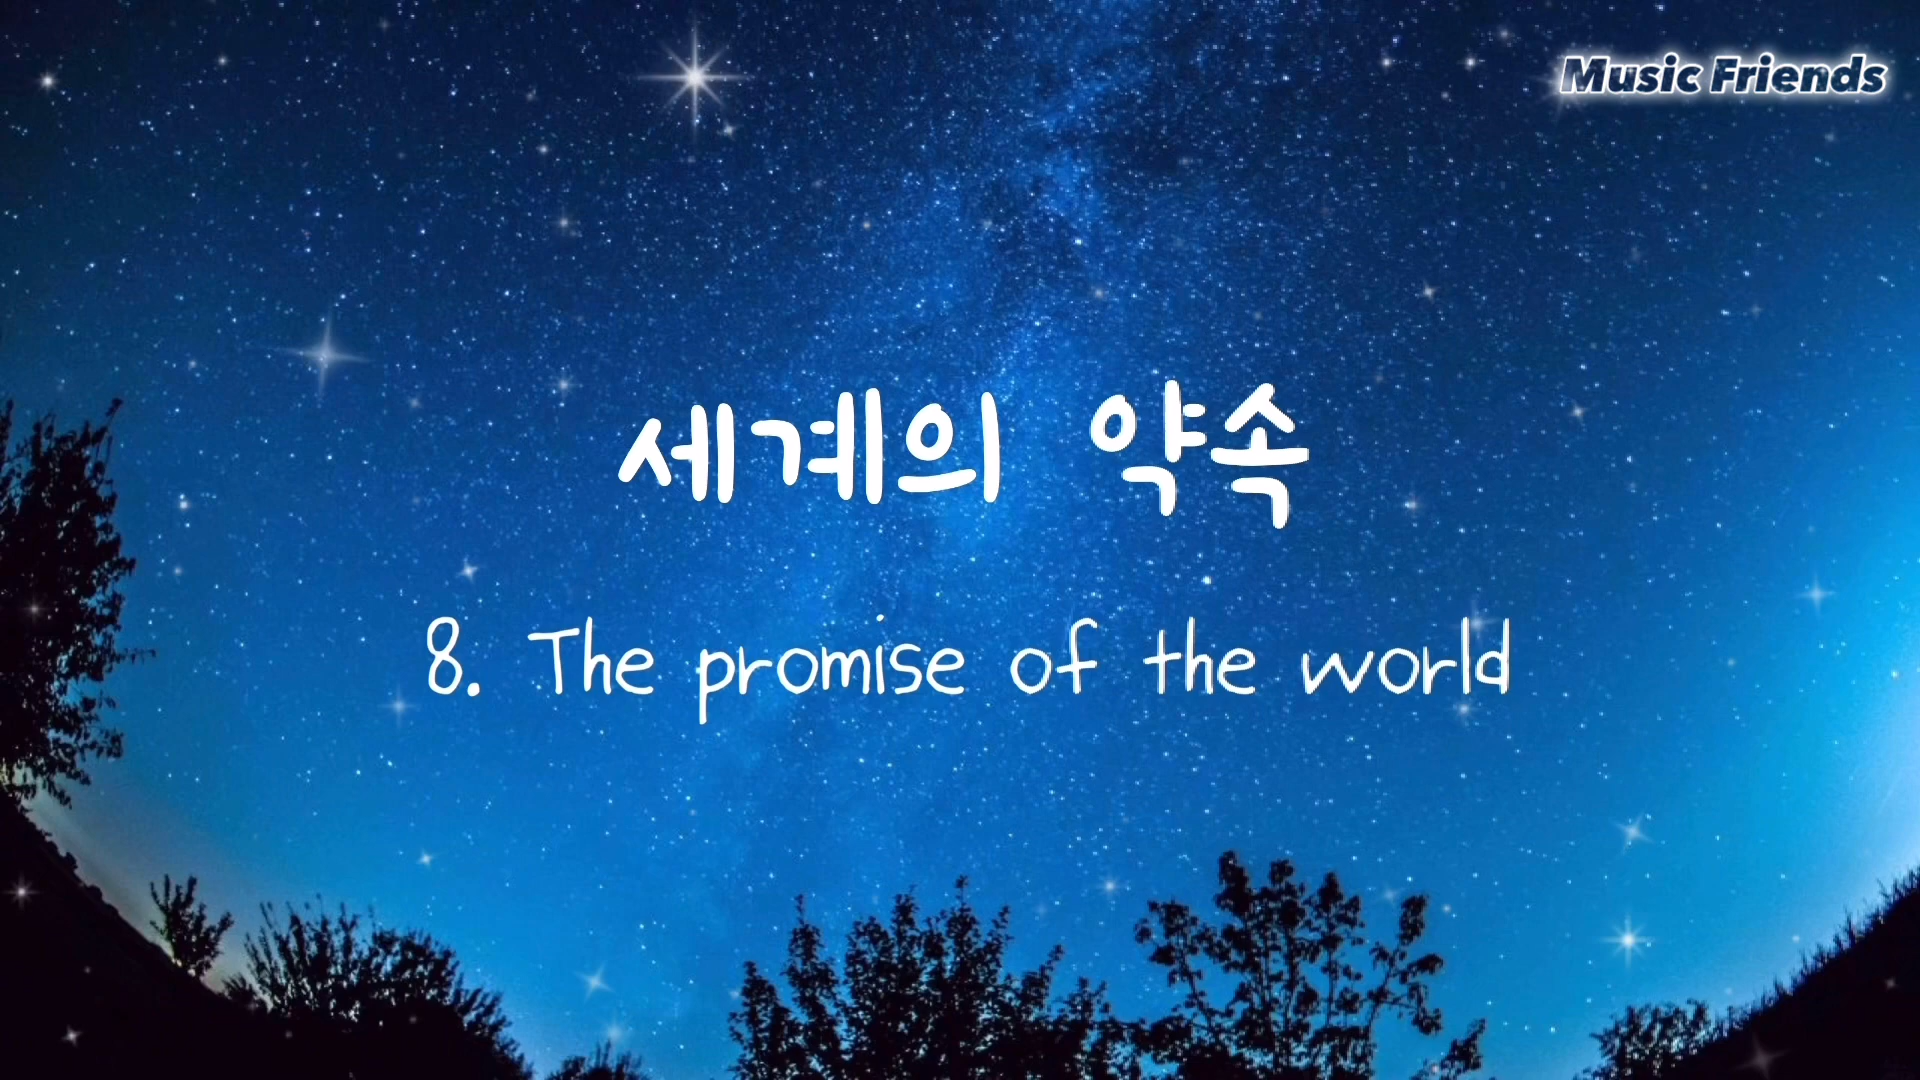 Music Friends
세계의 약속
8. The promise of the world